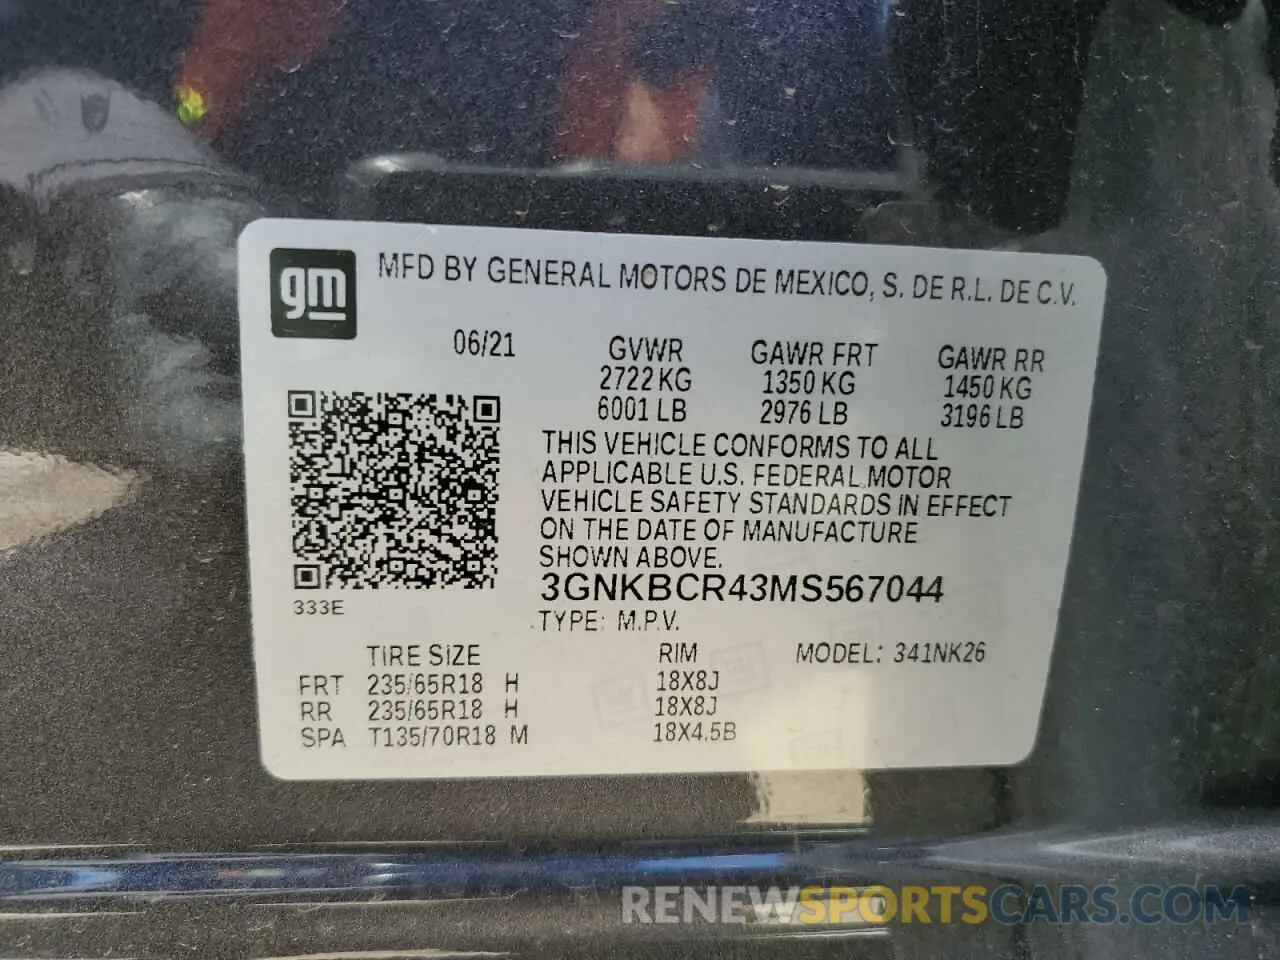 gm
MFD BY GENERAL MOTORS DE MEXICO, S. DE R.L. DE C.V.
06/21 GVWR GAWR FRT GAWR RR
2722 KG 1350 KG 1450 KG
6001 LB 2976 LB 3196 LB
THIS VEHICLE CONFORMS TO ALL
APPLICABLE U.S. FEDERAL MOTOR
VEHICLE SAFETY STANDARDS IN EFFECT
ON THE DATE OF MANUFACTURE
SHOWN ABOVE.
3GNKBCR43MS567044
333E
TYPE: M.P.V.
TIRE SIZE RIM MODEL: 341NK26
FRT 235/65R18 H 18X8J
RR 235/65R18 H 18X8J
SPA T135/70R18 M 18X4.5B
RENEWSPORTSCARS.COM